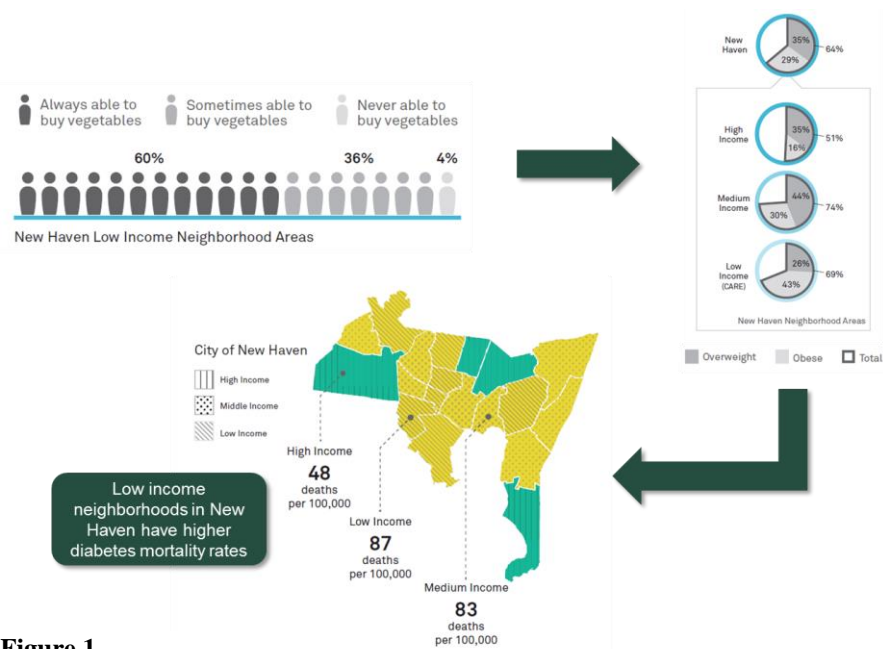 Always able to
buy vegetables
Sometimes able to
buy vegetables
Never able to
buy vegetables
60%
36%
4%
New Haven Low Income Neighborhood Areas
New
Haven
35%
29%
64%
High
Income
35%
16%
51%
Medium
Income
44%
30%
74%
Low
Income
(CARE)
26%
43%
69%
New Haven Neighborhood Areas
Overweight
Obese
Total
City of New Haven
High Income
Middle Income
Low Income
High Income
48
deaths
per 100,000
Low Income
87
deaths
per 100,000
Medium Income
83
deaths
per 100,000
Low income
neighborhoods in New
Haven have higher
diabetes mortality rates
Figure 1